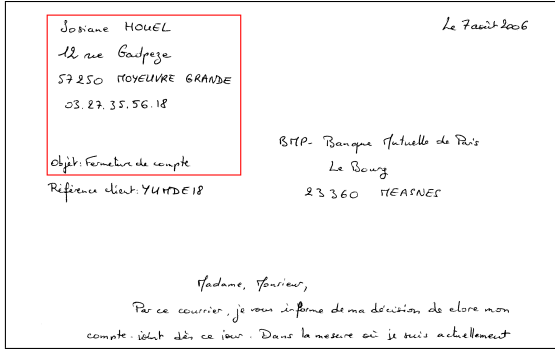 Josiane HOUEL
Le 7 août 2006
12 rue Gadpeze
57250 MOYEUVRE GRANDE
03.27.35.56.18
BMP- Banque Mutuelle de Paris
objet: Fermeture de compte
Le Bourg
Référence client: YUMDE18
23360 MEASNES
Madame, Monsieur,
Par ce courrier, je vous informe de ma décision de clore mon
compte-joint dès ce jour. Dans la mesure où je suis actuellement